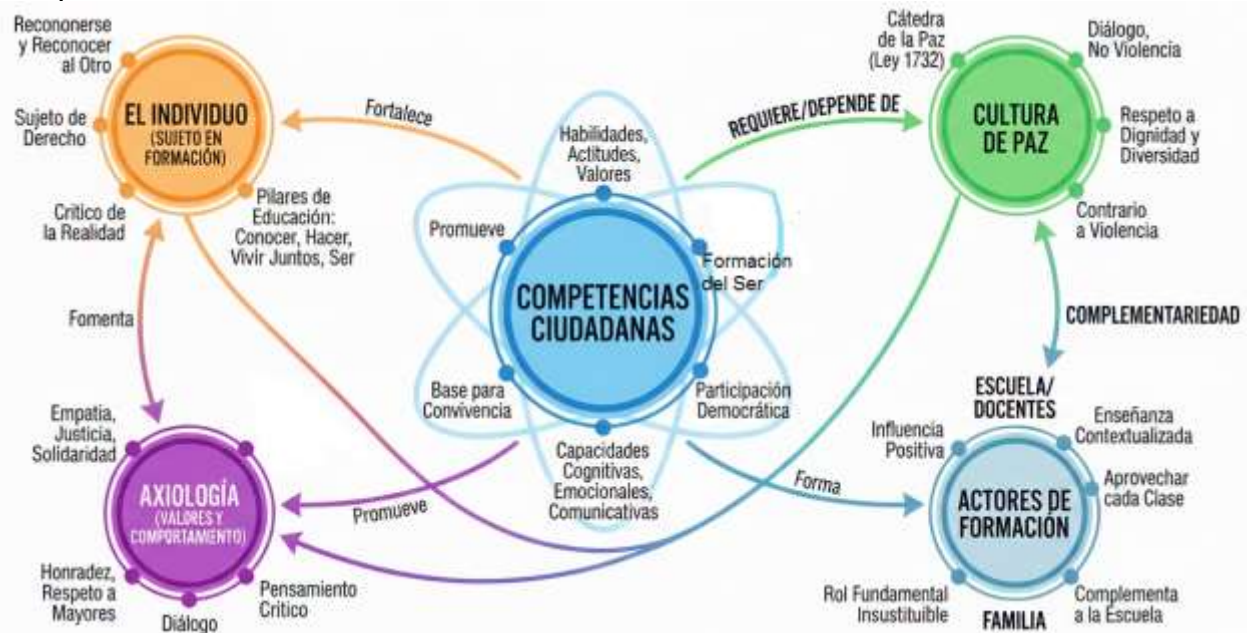 Recononerse
y Reconocer
al Otro
Sujeto de
Derecho
EL INDIVIDUO
(SUJETO EN
FORMACIÓN)
Critico de
la Realidad
Pilares de
Educación:
Conocer, Hacer,
Vivir Juntos, Ser
Fortalece
Habilidades,
Actitudes,
Valores
Promueve
Formación
del Ser
COMPETENCIAS
CIUDADANAS
Base para
Convivencia
Participación
Democrática
Capacidades
Cognitivas,
Emocionales,
Comunicativas
REQUIERE/DEPENDE DE
Cátedra
de la Paz
(Ley 1732)
Diálogo,
No Violencia
CULTURA
DE PAZ
Respeto a
Dignidad y
Diversidad
Contrario
a Violencia
Fomenta
COMPLEMENTARIEDAD
Empatía,
Justicia,
Solidaridad
AXIOLOGÍA
(VALORES Y
COMPORTAMIENTO)
Honradez,
Respeto a
Mayores
Diálogo
Pensamiento
Critico
Promueve
Forma
ESCUELA/
DOCENTES
Influencia
Positiva
Enseñanza
Contextualizada
Aprovechar
cada Clase
ACTORES DE
FORMACIÓN
Rol Fundamental
Insustituible
FAMILIA
Complementa
a la Escuela